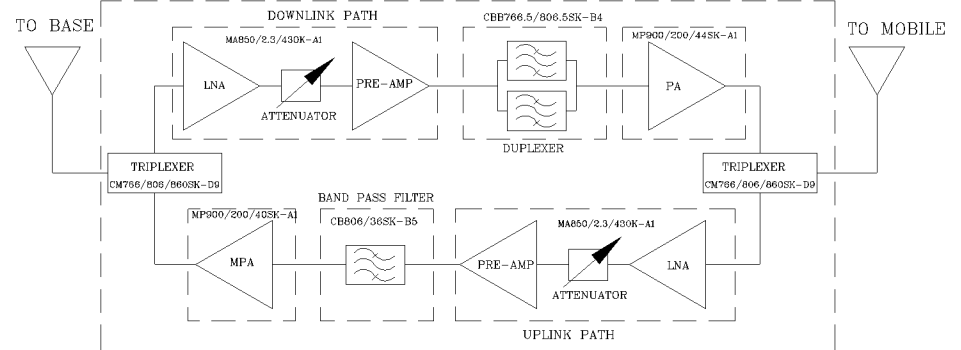 DOWNLINK PATH
CBB766.5/806.5SK-B4
TO BASE
TO MOBILE
MA850/2.3/430K-A1
MP900/200/44SK-A1
LNA
ATTENUATOR
PRE-AMP
PA
DUPLEXER
TRIPLEXER
CM766/806/860SK-D9
TRIPLEXER
CM766/806/860SK-D9
BAND PASS FILTER
MP900/200/40SK-A1
CB806/36SK-B5
MA850/2.3/430K-A1
MPA
PRE-AMP
ATTENUATOR
LNA
UPLINK PATH